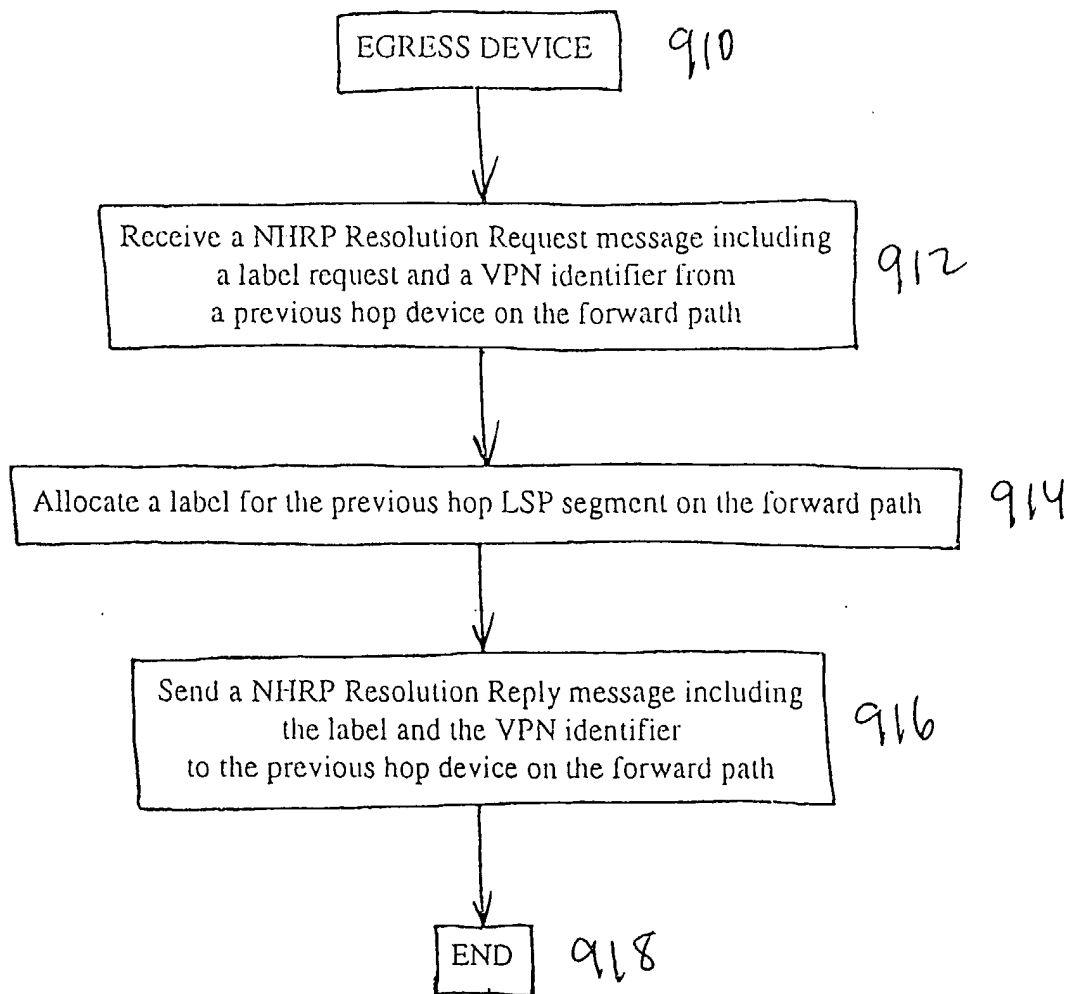 EGRESS DEVICE 910
Receive a NHRP Resolution Request message including
a label request and a VPN identifier from 912
a previous hop device on the forward path
Allocate a label for the previous hop LSP segment on the forward path 914
Send a NHRP Resolution Reply message including
the label and the VPN identifier 916
to the previous hop device on the forward path
END 918